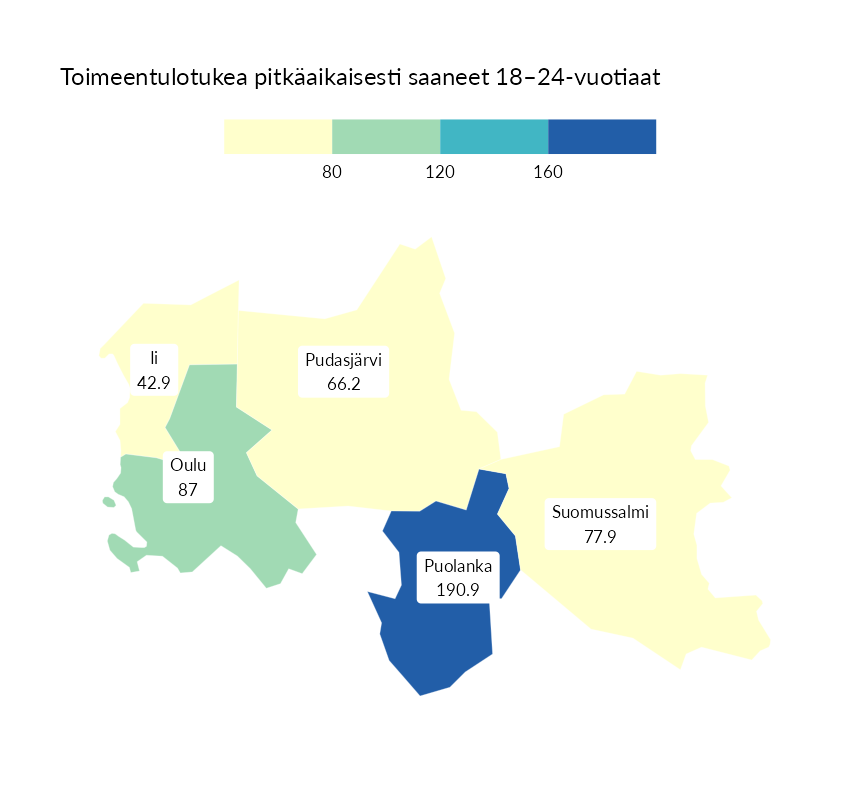 Toimeentulotukea pitkäaikaisesti saaneet 18–24-vuotiaat
80
120
160
Ii
42.9
Pudasjärvi
66.2
Oulu
87
Suomussalmi
77.9
Puolanka
190.9